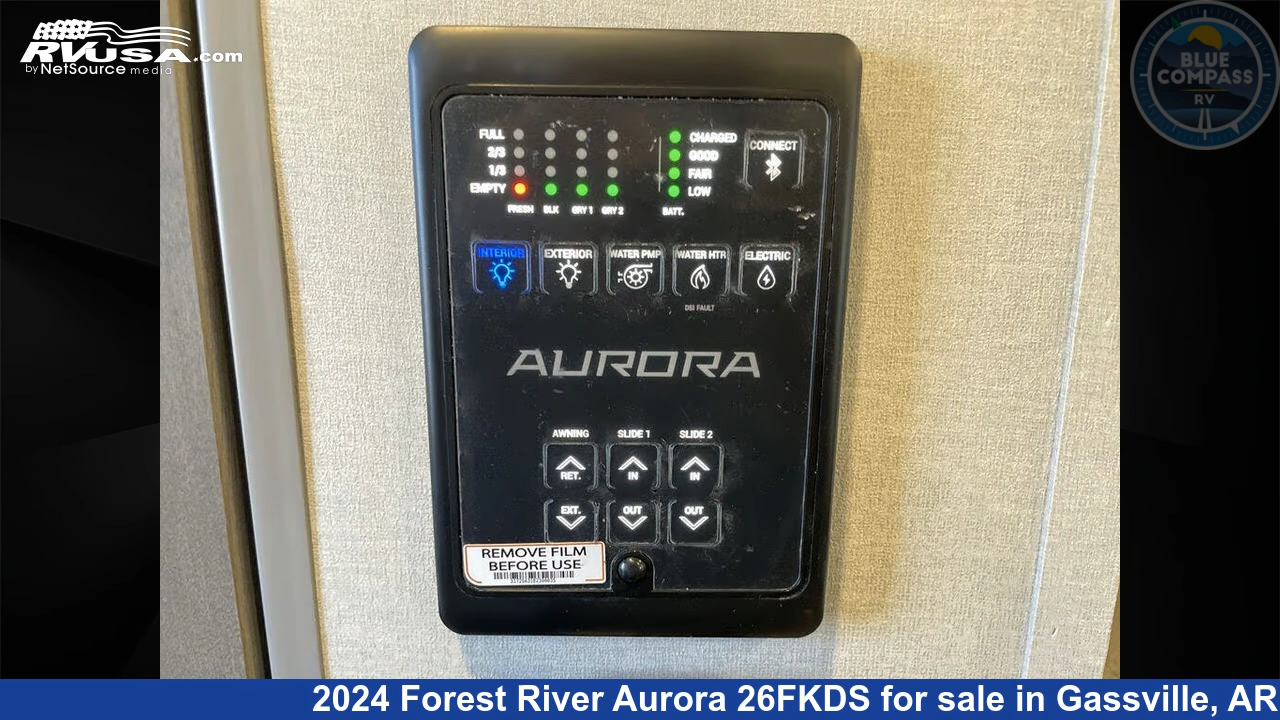 RVUSA.com
by NetSource media
BLUE
COMPASS
RV
FULL
2/3
1/3
EMPTY
FRESH BLK GRY 1 GRY 2
CHARGED
GOOD
FAIR
LOW
BATT.
CONNECT
INTERIOR EXTERIOR WATER PMP WATER HTR ELECTRIC
DSI FAULT
AURORA
AWNING SLIDE 1 SLIDE 2
RET. IN IN
EXT. OUT OUT
REMOVE FILM
BEFORE USE
2024 Forest River Aurora 26FKDS for sale in Gassville, AR